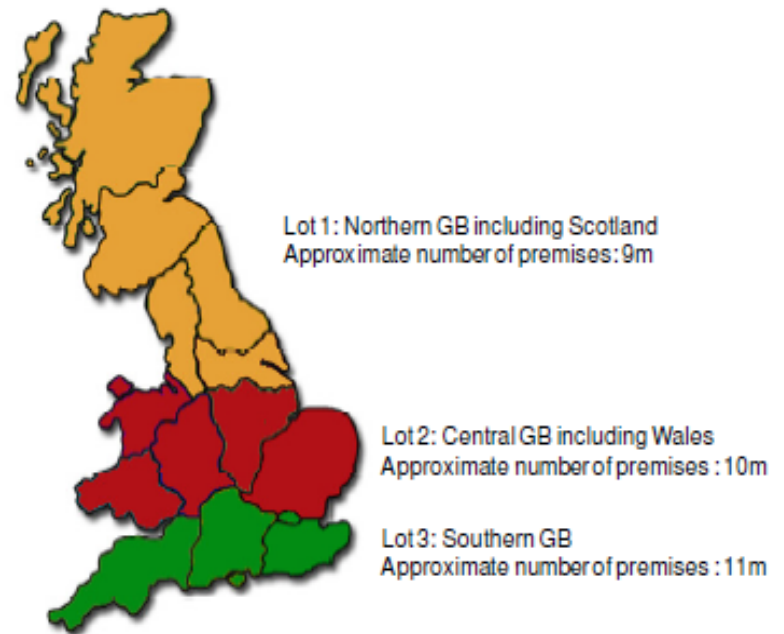 Lot 1: Northern GB including Scotland
Approximate number of premises: 9m
Lot 2: Central GB including Wales
Approximate number of premises : 10m
Lot 3: Southern GB
Approximate number of premises : 11m